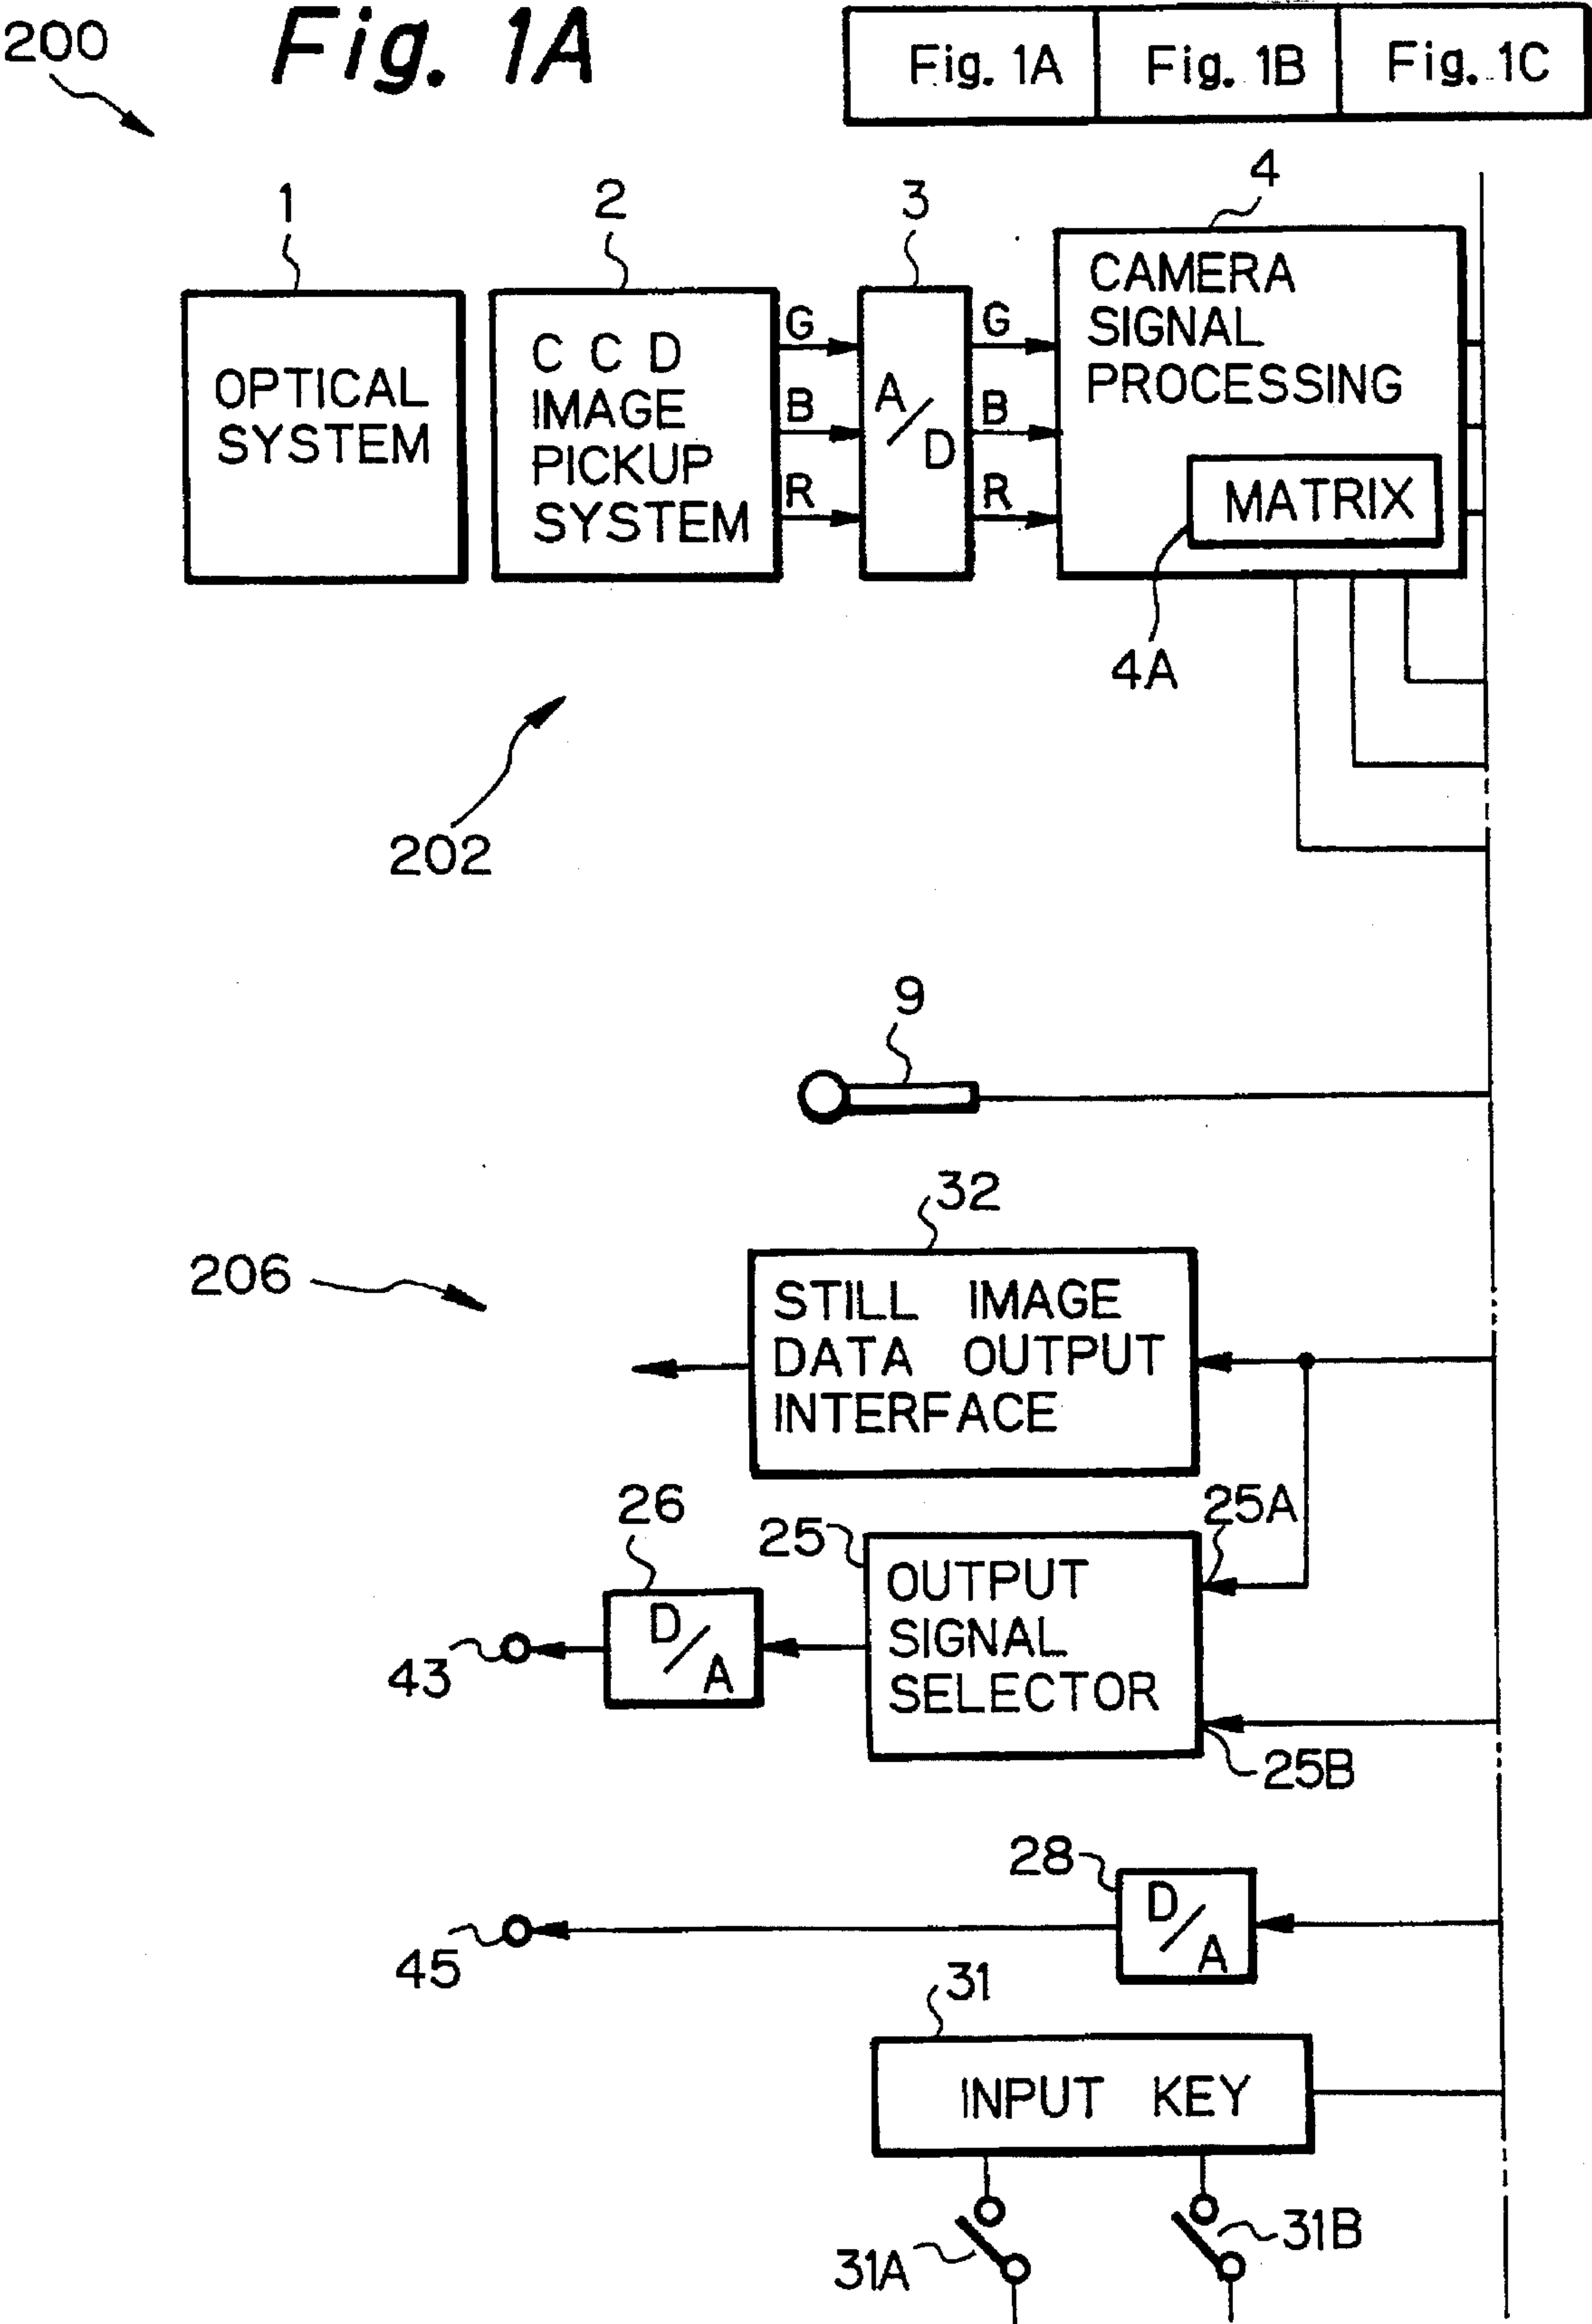 200
Fig. 1A
Fig. 1A
Fig. 1B
Fig. 1C
1
2
3
4
OPTICAL
SYSTEM
C C D
IMAGE
PICKUP
SYSTEM
G
B
R
A/D
G
B
R
CAMERA
SIGNAL
PROCESSING
MATRIX
4A
202
9
32
206
STILL IMAGE
DATA OUTPUT
INTERFACE
26
25
25A
OUTPUT
SIGNAL
SELECTOR
D/A
43
25B
28
D/A
45
31
INPUT KEY
31A
31B